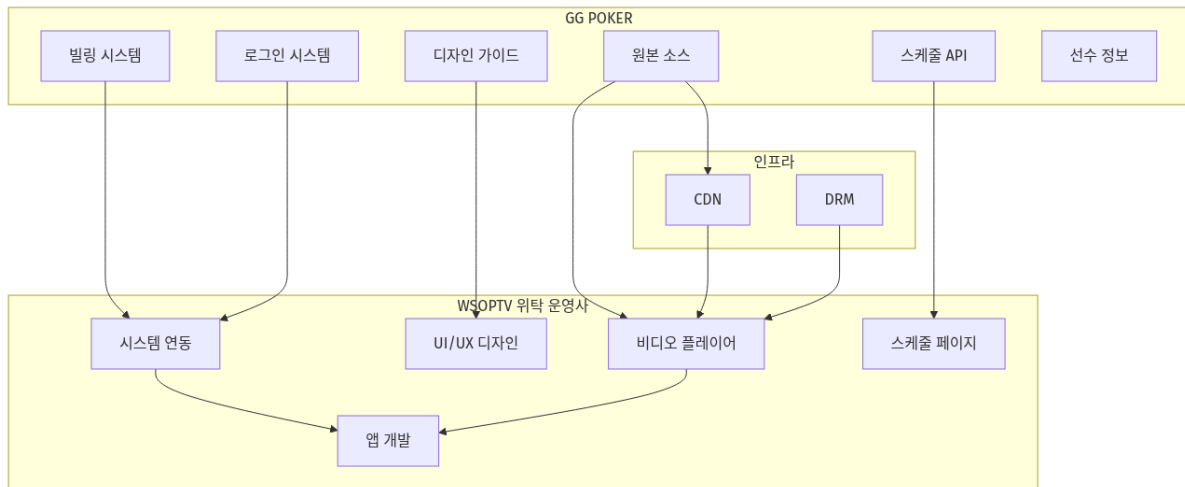 GG POKER
빌링 시스템
로그인 시스템
디자인 가이드
원본 소스
스케줄 API
선수 정보
인프라
CDN
DRM
WSOPTV 위탁 운영사
시스템 연동
UI/UX 디자인
비디오 플레이어
스케줄 페이지
앱 개발